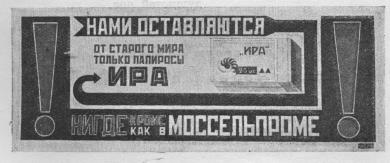 НАМИ ОСТАВЛЯЮТСЯ
ОТ СТАРОГО МИРА
ТОЛЬКО ПАПИРОСЫ
ИРА
„ИРА"
НИГДЕ КРОМЕ
КАК В МОССЕЛЬПРОМЕ